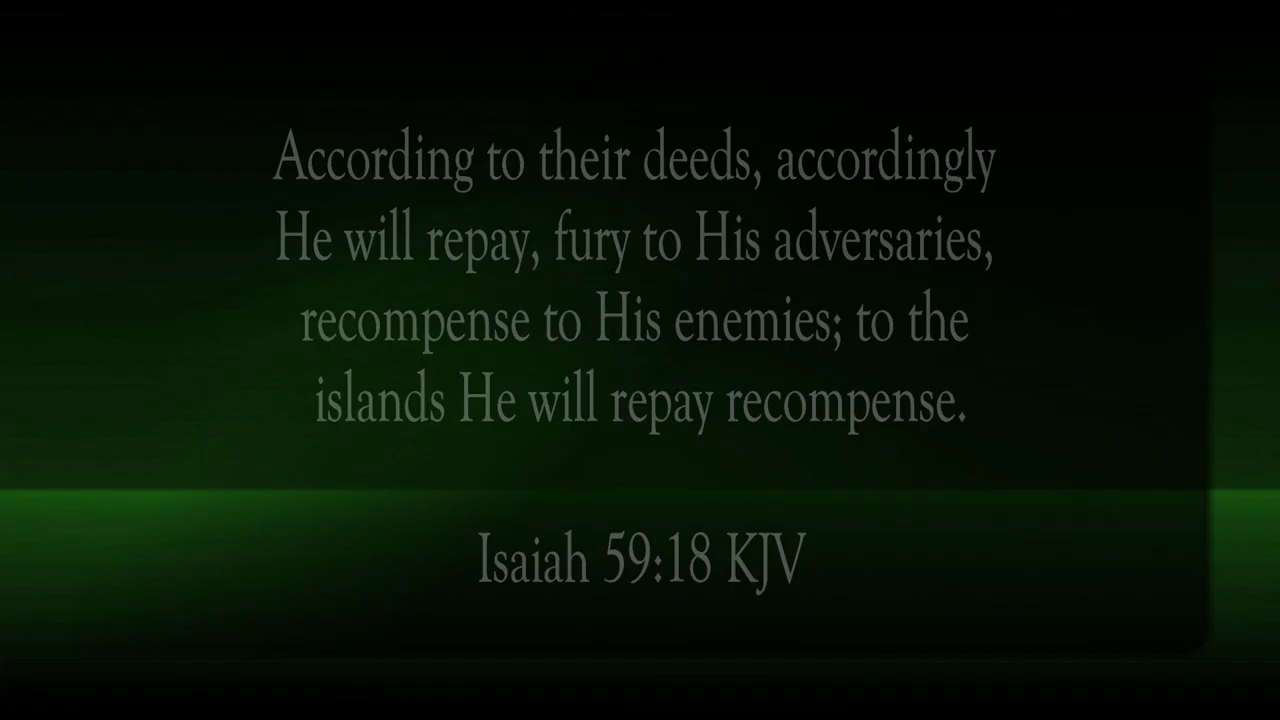 According to their deeds, accordingly
He will repay, fury to His adversaries,
recompense to His enemies; to the
islands He will repay recompense.
Isaiah 59:18 KJV